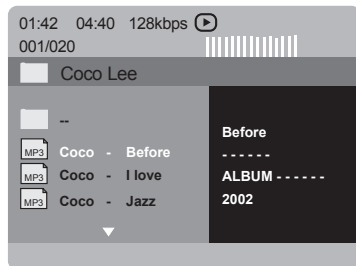 01:42 04:40 128kbps
001/020
Coco Lee
--
MP3 Coco - Before
MP3 Coco - I love
MP3 Coco - Jazz
Before
- - - - - -
ALBUM - - - - - -
2002